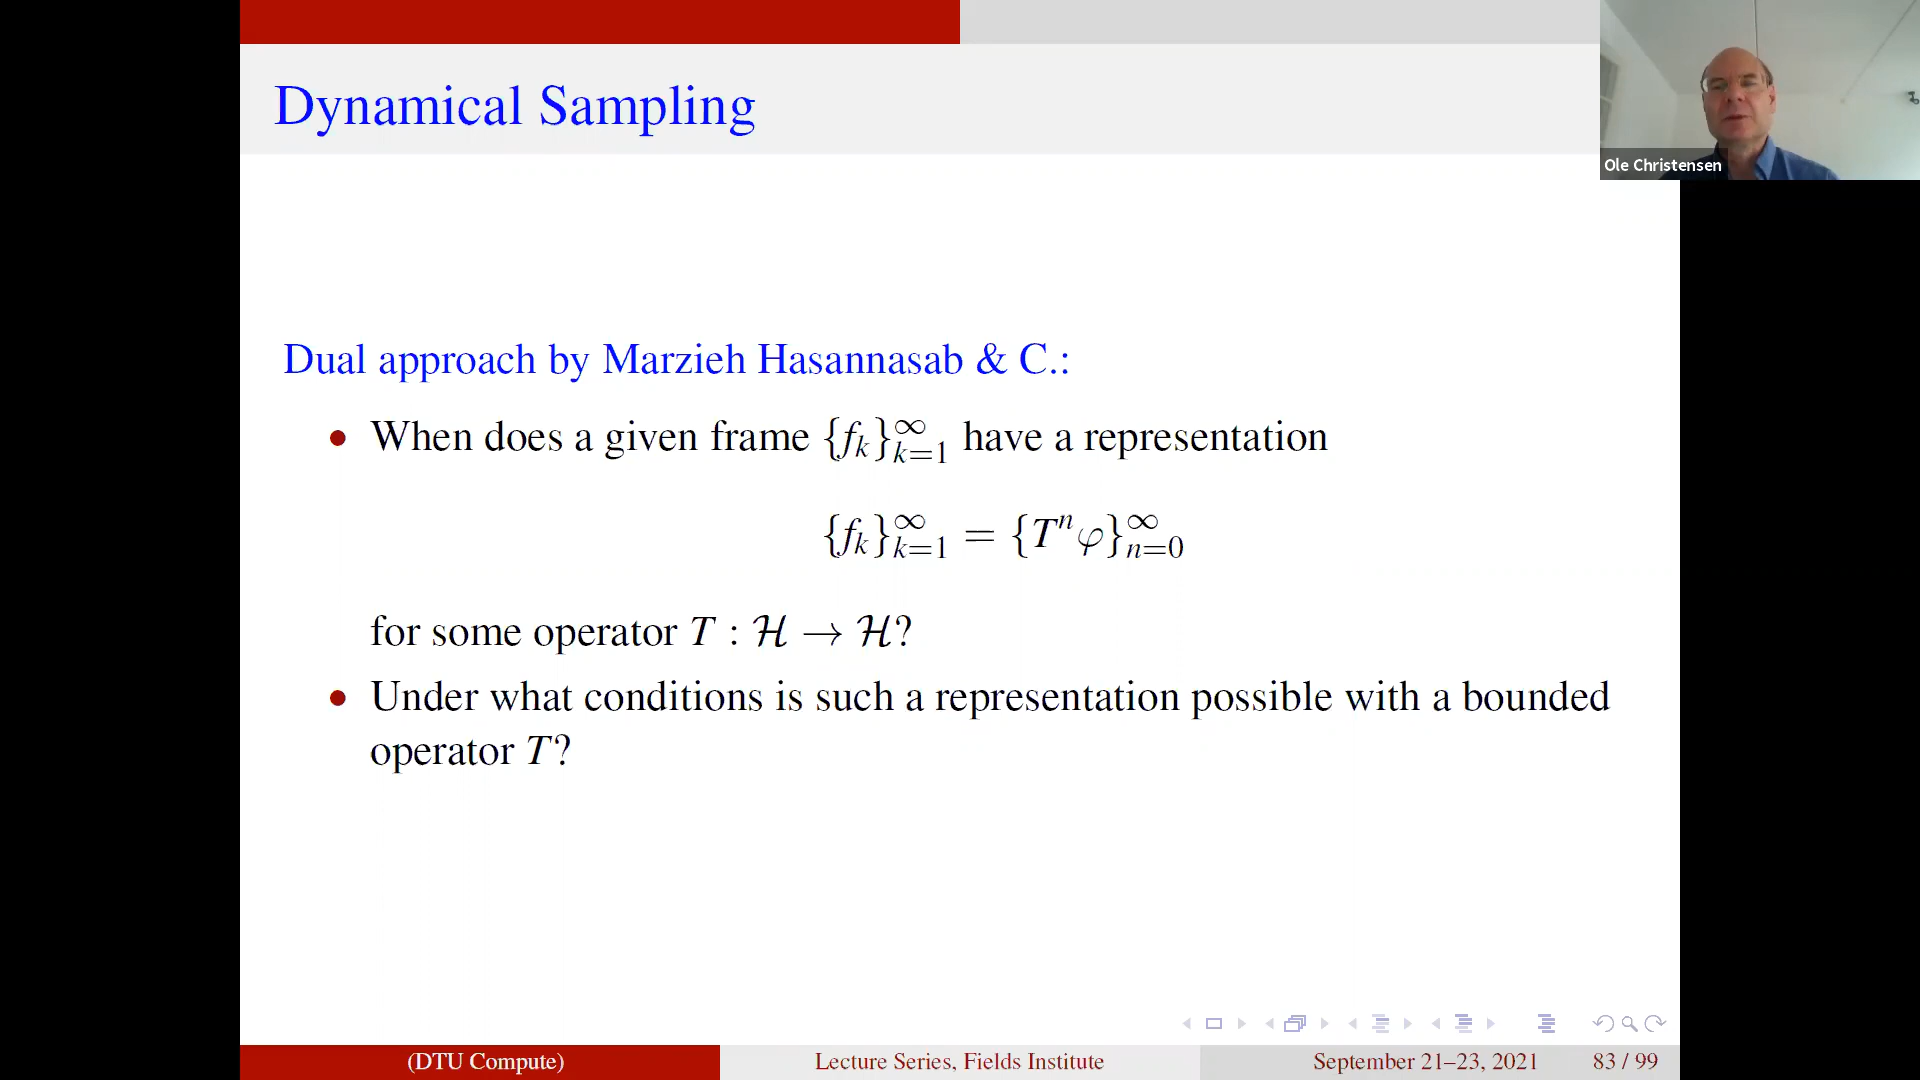 Dynamical Sampling
Ole Christensen
Dual approach by Marzieh Hasannasab & C.:
• When does a given frame {f_k}_{k=1}^∞ have a representation
{f_k}_{k=1}^∞ = {T^n φ}_{n=0}^∞
for some operator T : ℋ → ℋ?
• Under what conditions is such a representation possible with a bounded
operator T?
(DTU Compute) Lecture Series, Fields Institute September 21–23, 2021 83 / 99